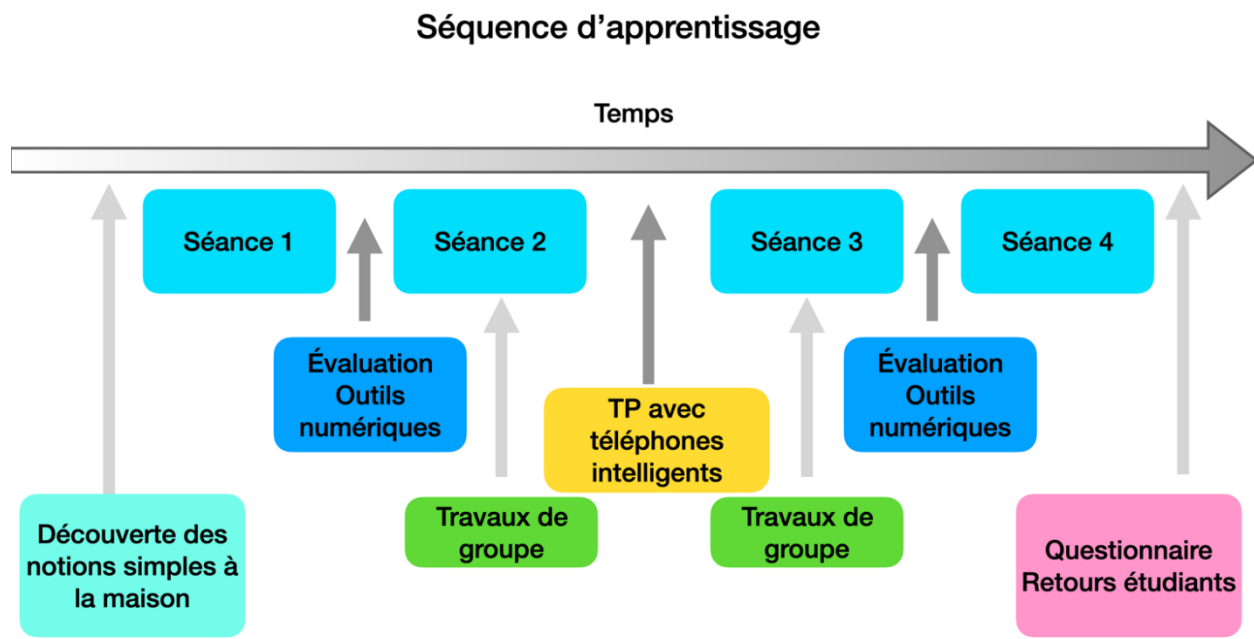 Séquence d’apprentissage
Temps
Séance 1
Séance 2
Séance 3
Séance 4
Évaluation
Outils
numériques
Évaluation
Outils
numériques
TP avec
téléphones
intelligents
Travaux de
groupe
Travaux de
groupe
Découverte des
notions simples à
la maison
Questionnaire
Retours étudiants